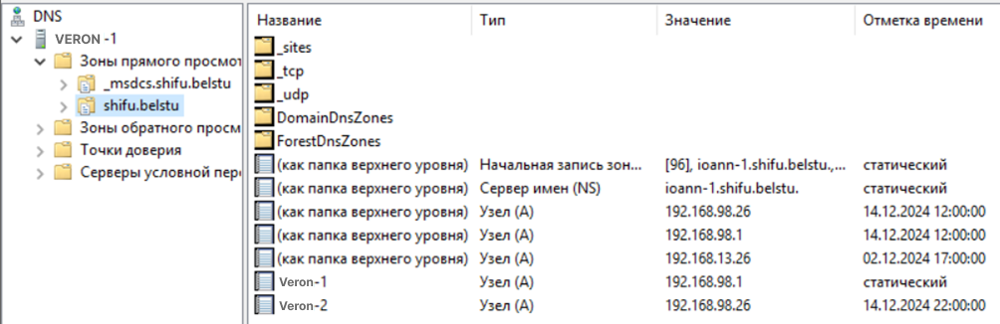 DNS
VERON -1
Зоны прямого просмот
_msdcs.shifu.belstu
shifu.belstu
Зоны обратного просм
Точки доверия
Серверы условной пере
Название Тип Значение Отметка времени
_sites
_tcp
_udp
DomainDnsZones
ForestDnsZones
(как папка верхнего уровня) Начальная запись зон... [96], ioann-1.shifu.belstu.,... статический
(как папка верхнего уровня) Сервер имен (NS) ioann-1.shifu.belstu. статический
(как папка верхнего уровня) Узел (A) 192.168.98.26 14.12.2024 12:00:00
(как папка верхнего уровня) Узел (A) 192.168.98.1 14.12.2024 12:00:00
(как папка верхнего уровня) Узел (A) 192.168.13.26 02.12.2024 17:00:00
Veron-1 Узел (A) 192.168.98.1 статический
Veron-2 Узел (A) 192.168.98.26 14.12.2024 22:00:00